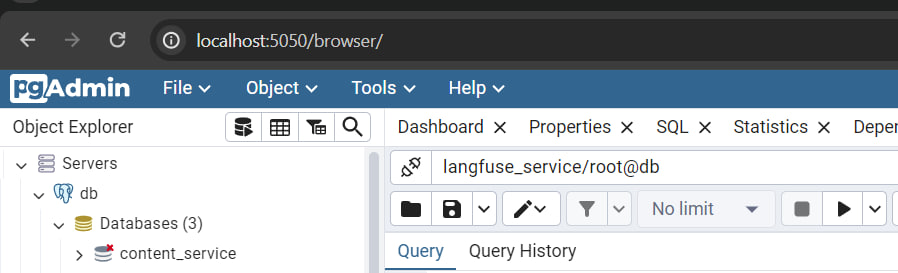 localhost:5050/browser/
pgAdmin File Object Tools Help
Object Explorer Dashboard Properties SQL Statistics Deper
Servers
langfuse_service/root@db
db
No limit
Databases (3)
content_service
Query Query History